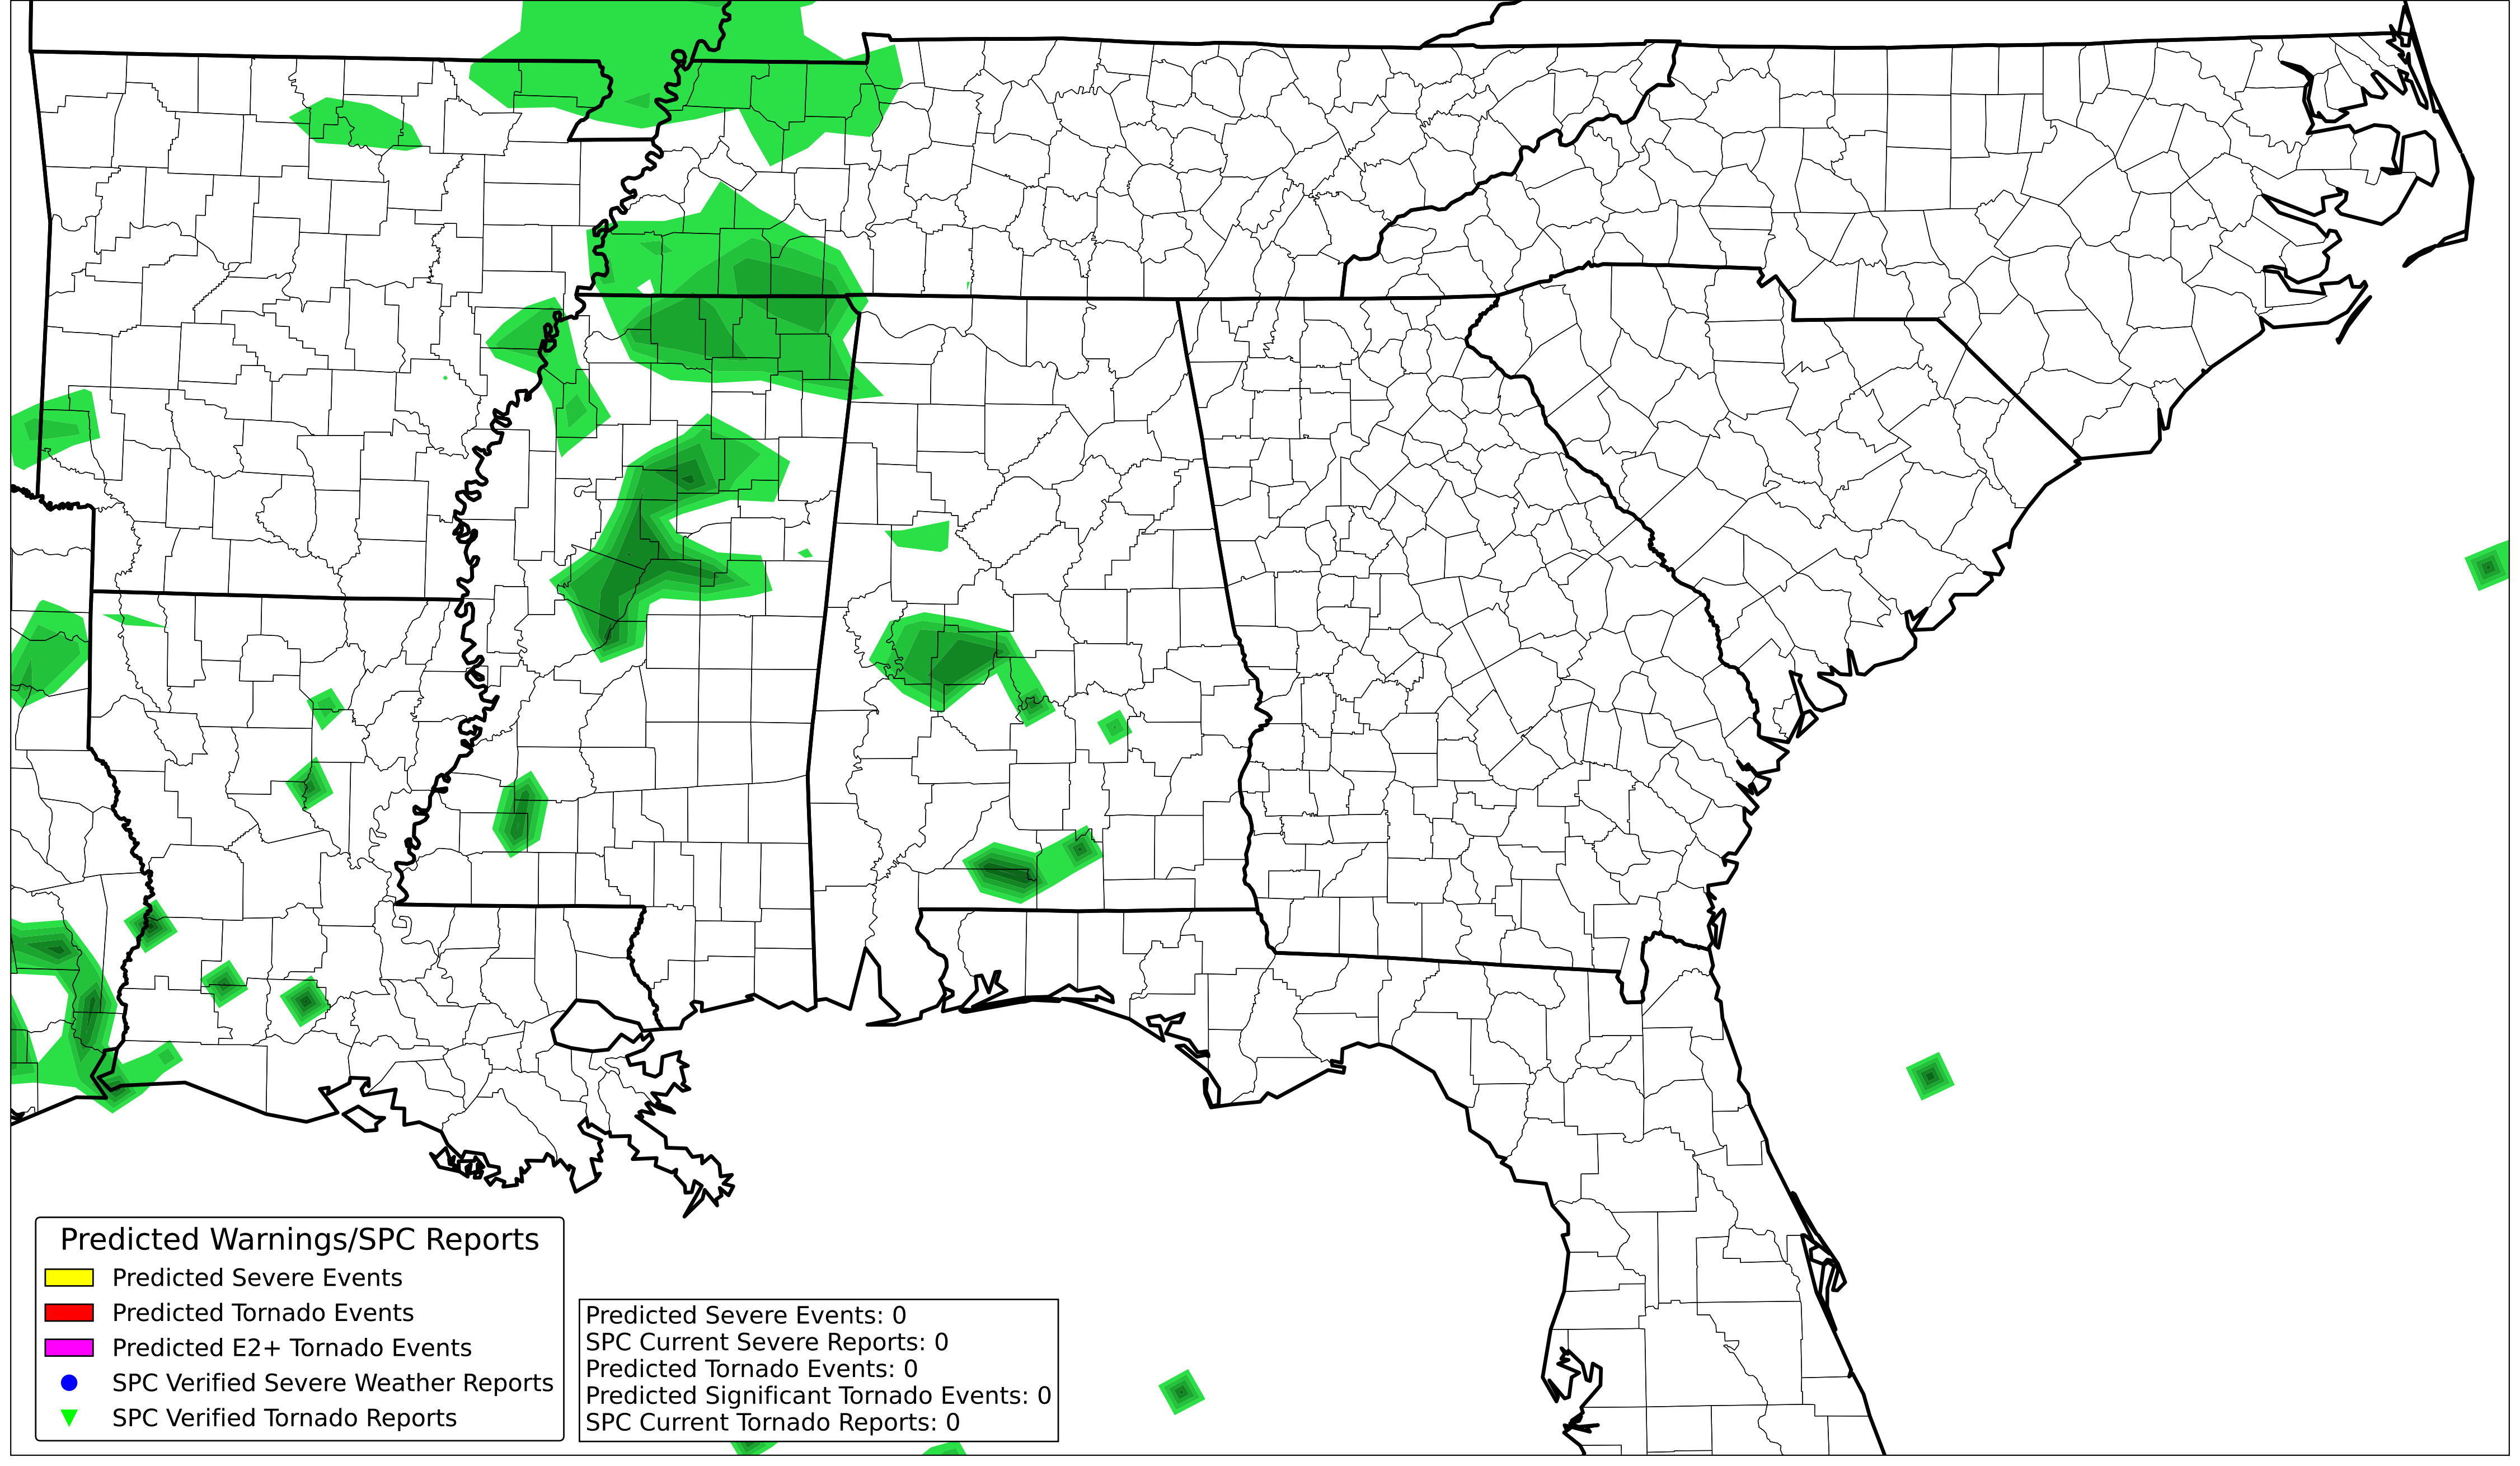 Predicted Warnings/SPC Reports
Predicted Severe Events
Predicted Tornado Events
Predicted E2+ Tornado Events
SPC Verified Severe Weather Reports
SPC Verified Tornado Reports
Predicted Severe Events: 0
SPC Current Severe Reports: 0
Predicted Tornado Events: 0
Predicted Significant Tornado Events: 0
SPC Current Tornado Reports: 0